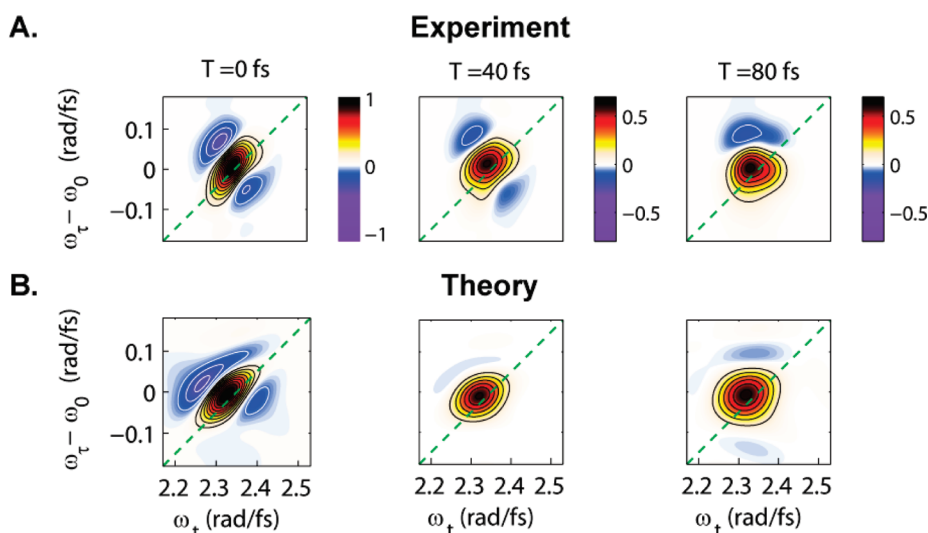 A. Experiment
T =0 fs T =40 fs T =80 fs
ω_τ − ω_0 (rad/fs)
0.1
0
−0.1
1
0
−1
0.5
0
−0.5
0.5
0
−0.5
B. Theory
ω_τ − ω_0 (rad/fs)
0.1
0
−0.1
2.2 2.3 2.4 2.5 2.2 2.3 2.4 2.5 2.2 2.3 2.4 2.5
ω_t (rad/fs) ω_t (rad/fs) ω_t (rad/fs)